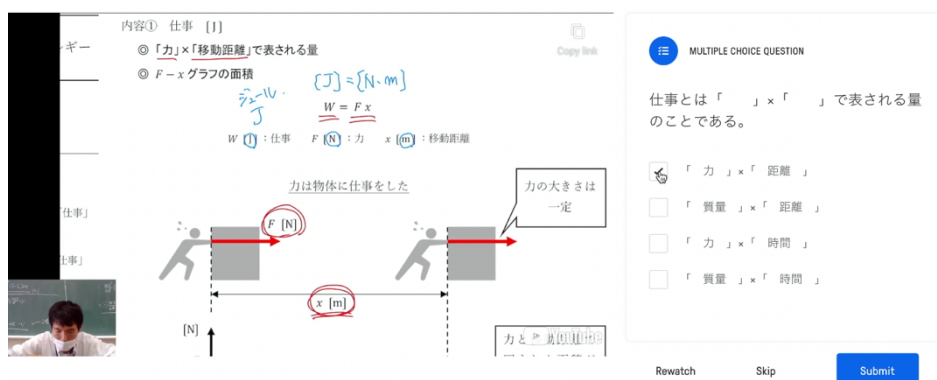 内容① 仕事 [J]
ギー
◎「力」×「移動距離」で表される量
◎ F−xグラフの面積
ジュール
J
[J]=[N·m]
W = F x
W [J]:仕事 F [N]:力 x [m]:移動距離
力は物体に仕事をした
力の大きさは
一定
F [N]
仕事」
仕事」
x [m]
[N]
YouTube
Copy link
MULTIPLE CHOICE QUESTION
仕事とは「 」×「 」で表される量
のことである。
「 力 」×「 距離 」
「 質量 」×「 距離 」
「 力 」×「 時間 」
「 質量 」×「 時間 」
Rewatch Skip Submit